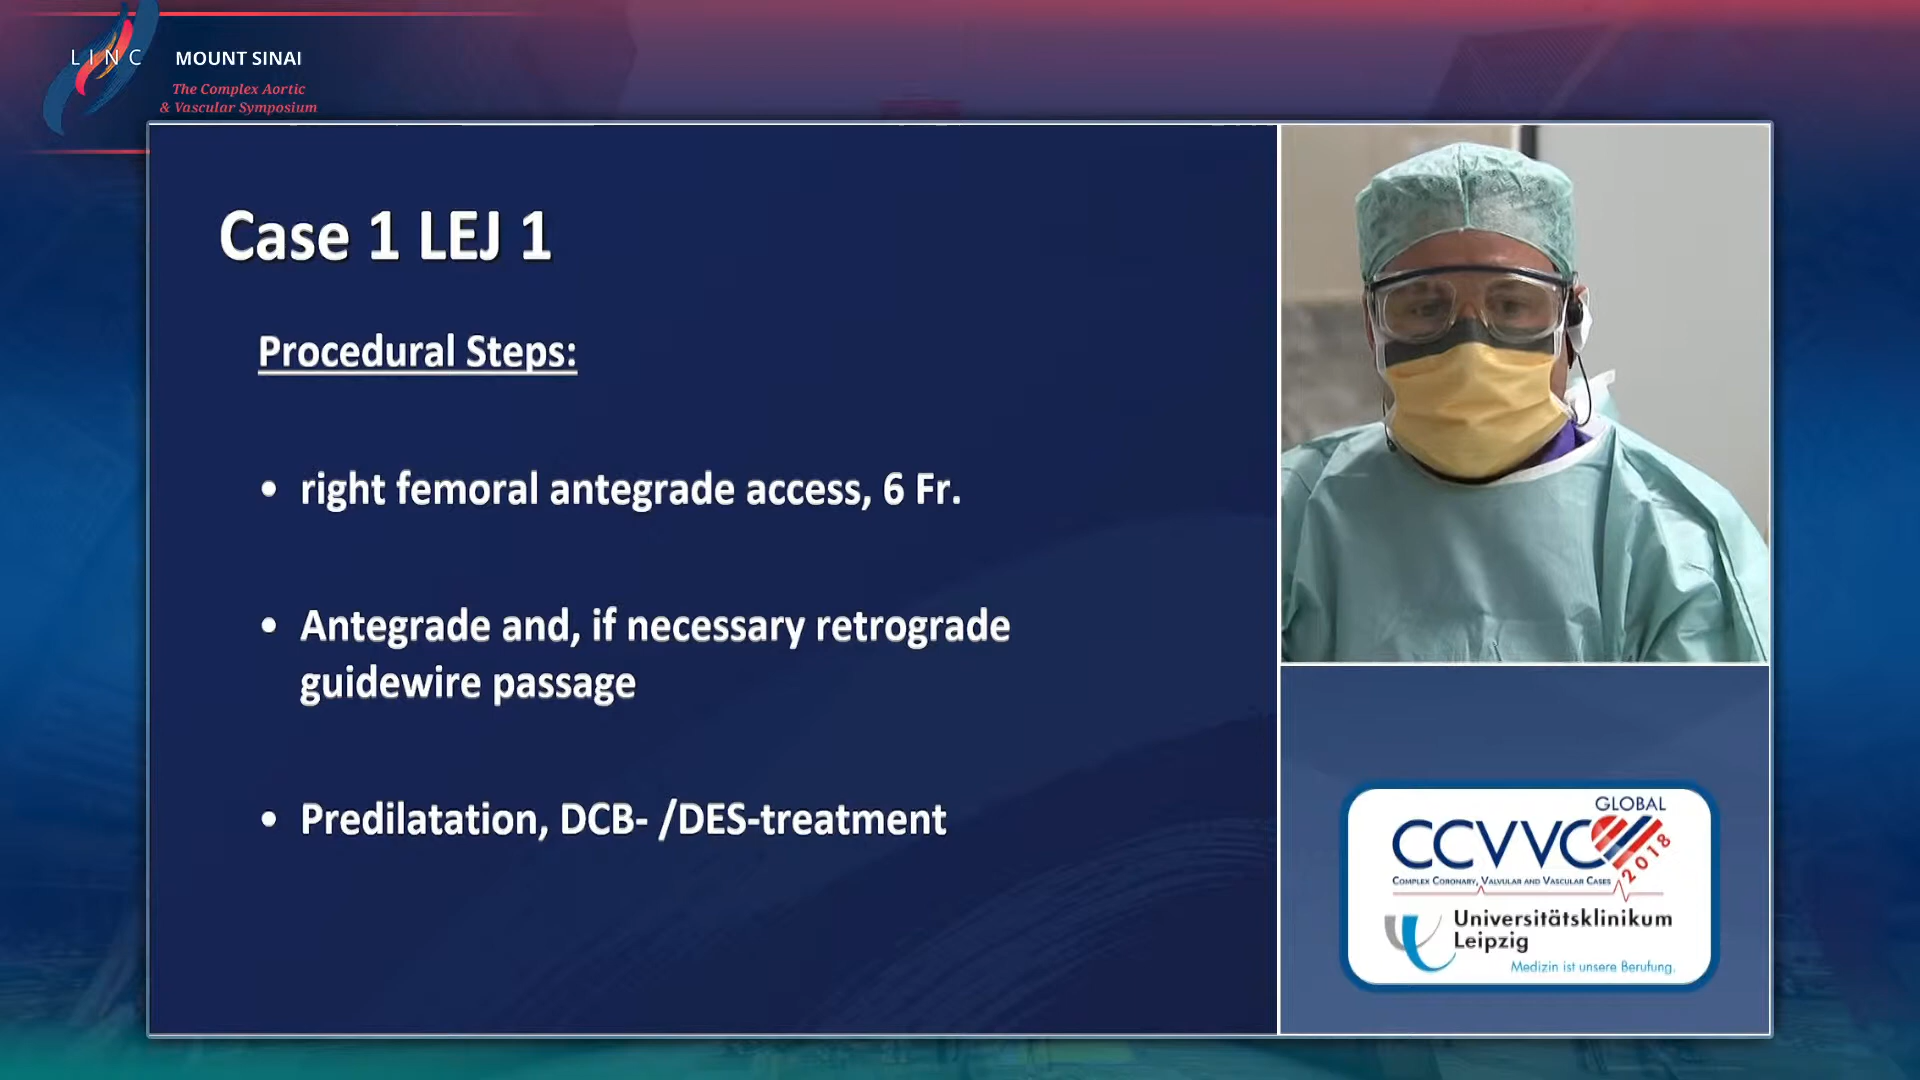 LINC
MOUNT SINAI
The Complex Aortic
& Vascular Symposium
Case 1 LEJ 1
Procedural Steps:
• right femoral antegrade access, 6 Fr.
• Antegrade and, if necessary retrograde
guidewire passage
• Predilatation, DCB- /DES-treatment
GLOBAL
CCVVC
2018
COMPLEX CORONARY, VALVULAR AND VASCULAR CASES
Universitätsklinikum
Leipzig
Medizin ist unsere Berufung.